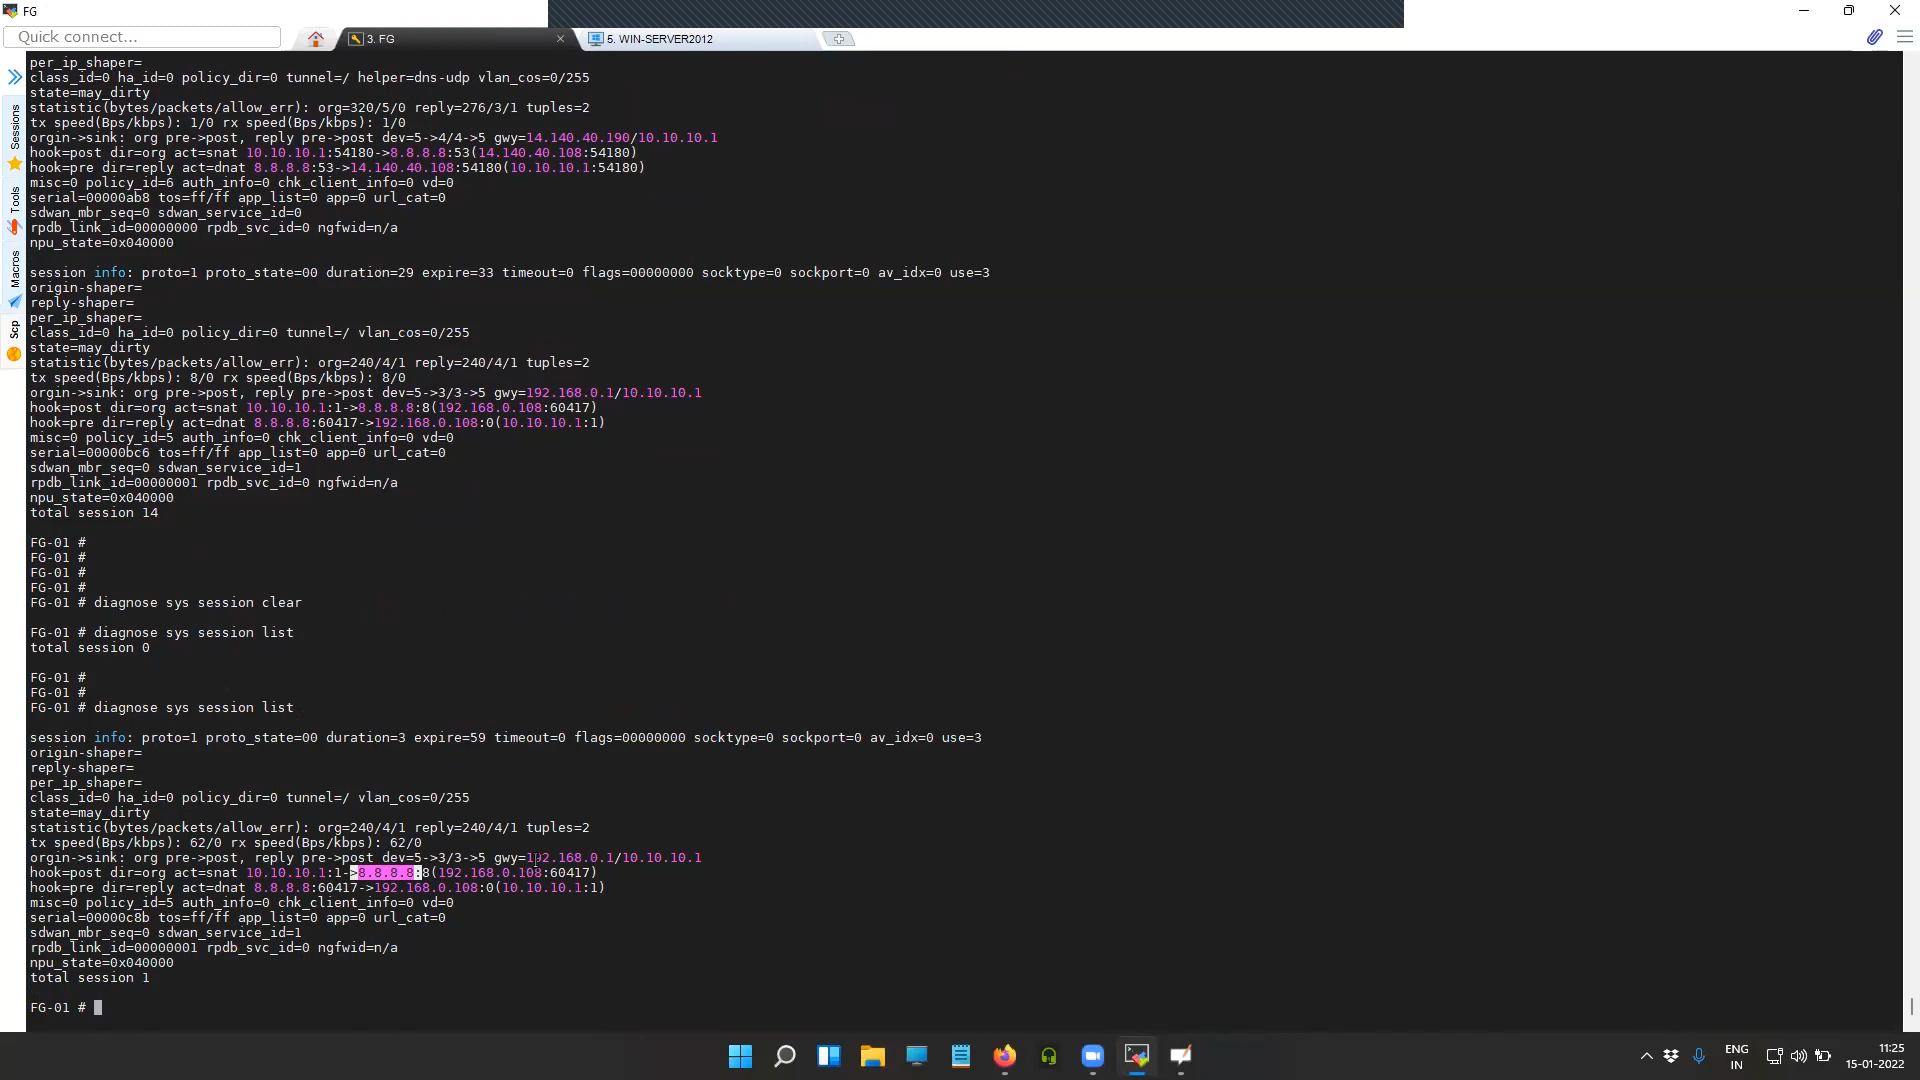 FG
Quick connect...
3. FG
5. WIN-SERVER2012
Sessions
Tools
Macros
Scp
per_ip_shaper=
class_id=0 ha_id=0 policy_dir=0 tunnel=/ helper=dns-udp vlan_cos=0/255
state=may_dirty
statistic(bytes/packets/allow_err): org=320/5/0 reply=276/3/1 tuples=2
tx speed(Bps/kbps): 1/0 rx speed(Bps/kbps): 1/0
orgin->sink: org pre->post, reply pre->post dev=5->4/4->5 gwy=14.140.40.190/10.10.10.1
hook=post dir=org act=snat 10.10.10.1:54180->8.8.8.8:53(14.140.40.108:54180)
hook=pre dir=reply act=dnat 8.8.8.8:53->14.140.40.108:54180(10.10.10.1:54180)
misc=0 policy_id=6 auth_info=0 chk_client_info=0 vd=0
serial=00000ab8 tos=ff/ff app_list=0 app=0 url_cat=0
sdwan_mbr_seq=0 sdwan_service_id=0
rpdb_link_id=00000000 rpdb_svc_id=0 ngfwid=n/a
npu_state=0x040000
session info: proto=1 proto_state=00 duration=29 expire=33 timeout=0 flags=00000000 socktype=0 sockport=0 av_idx=0 use=3
origin-shaper=
reply-shaper=
per_ip_shaper=
class_id=0 ha_id=0 policy_dir=0 tunnel=/ vlan_cos=0/255
state=may_dirty
statistic(bytes/packets/allow_err): org=240/4/1 reply=240/4/1 tuples=2
tx speed(Bps/kbps): 8/0 rx speed(Bps/kbps): 8/0
orgin->sink: org pre->post, reply pre->post dev=5->3/3->5 gwy=192.168.0.1/10.10.10.1
hook=post dir=org act=snat 10.10.10.1:1->8.8.8.8:8(192.168.0.108:60417)
hook=pre dir=reply act=dnat 8.8.8.8:60417->192.168.0.108:0(10.10.10.1:1)
misc=0 policy_id=5 auth_info=0 chk_client_info=0 vd=0
serial=00000bc6 tos=ff/ff app_list=0 app=0 url_cat=0
sdwan_mbr_seq=0 sdwan_service_id=1
rpdb_link_id=00000001 rpdb_svc_id=0 ngfwid=n/a
npu_state=0x040000
total session 14
FG-01 #
FG-01 #
FG-01 #
FG-01 #
FG-01 # diagnose sys session clear
FG-01 # diagnose sys session list
total session 0
FG-01 #
FG-01 #
FG-01 # diagnose sys session list
session info: proto=1 proto_state=00 duration=3 expire=59 timeout=0 flags=00000000 socktype=0 sockport=0 av_idx=0 use=3
origin-shaper=
reply-shaper=
per_ip_shaper=
class_id=0 ha_id=0 policy_dir=0 tunnel=/ vlan_cos=0/255
state=may_dirty
statistic(bytes/packets/allow_err): org=240/4/1 reply=240/4/1 tuples=2
tx speed(Bps/kbps): 62/0 rx speed(Bps/kbps): 62/0
orgin->sink: org pre->post, reply pre->post dev=5->3/3->5 gwy=192.168.0.1/10.10.10.1
hook=post dir=org act=snat 10.10.10.1:1->8.8.8.8:8(192.168.0.108:60417)
hook=pre dir=reply act=dnat 8.8.8.8:60417->192.168.0.108:0(10.10.10.1:1)
misc=0 policy_id=5 auth_info=0 chk_client_info=0 vd=0
serial=00000c8b tos=ff/ff app_list=0 app=0 url_cat=0
sdwan_mbr_seq=0 sdwan_service_id=1
rpdb_link_id=00000001 rpdb_svc_id=0 ngfwid=n/a
npu_state=0x040000
total session 1
FG-01 #
ENG
IN
11:25
15-01-2022